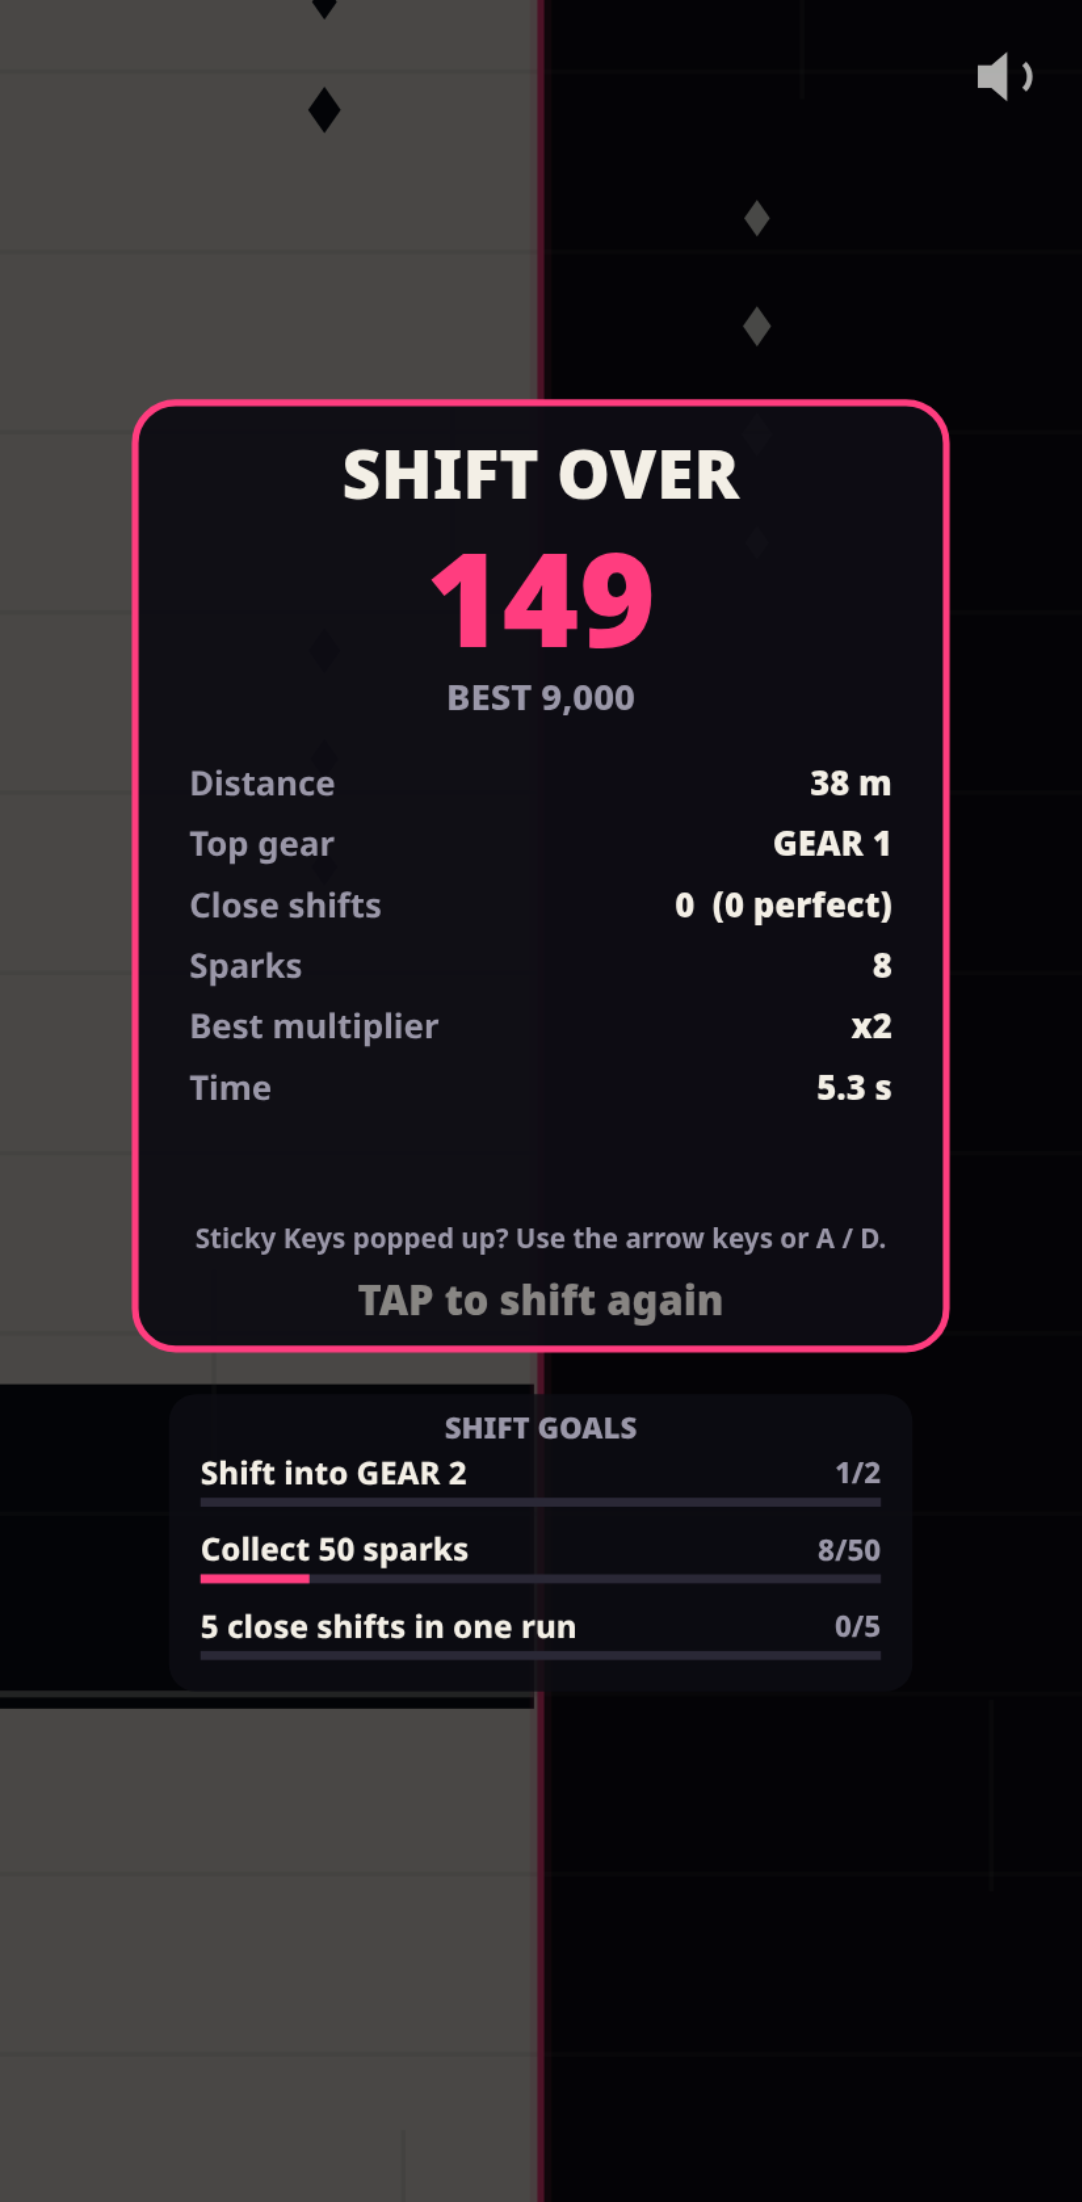 SHIFT OVER
149
BEST 9,000
Distance 38 m
Top gear GEAR 1
Close shifts 0 (0 perfect)
Sparks 8
Best multiplier x2
Time 5.3 s
Sticky Keys popped up? Use the arrow keys or A / D.
TAP to shift again
SHIFT GOALS
Shift into GEAR 2 1/2
Collect 50 sparks 8/50
5 close shifts in one run 0/5